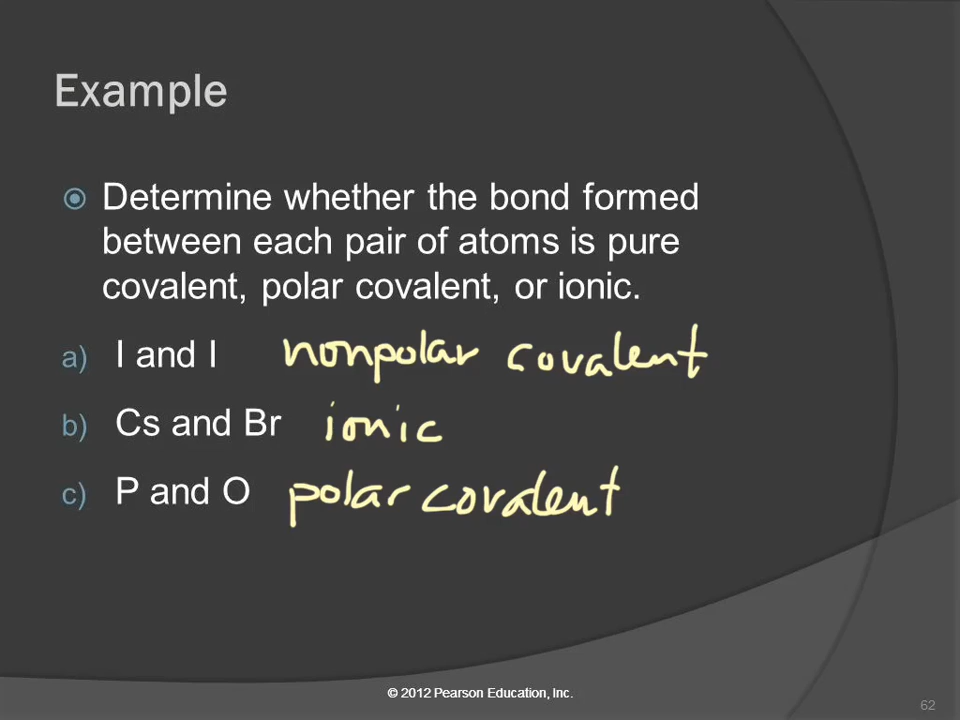 Example
Determine whether the bond formed
between each pair of atoms is pure
covalent, polar covalent, or ionic.
a) I and I nonpolar covalent
b) Cs and Br ionic
c) P and O polar covalent
© 2012 Pearson Education, Inc.
62